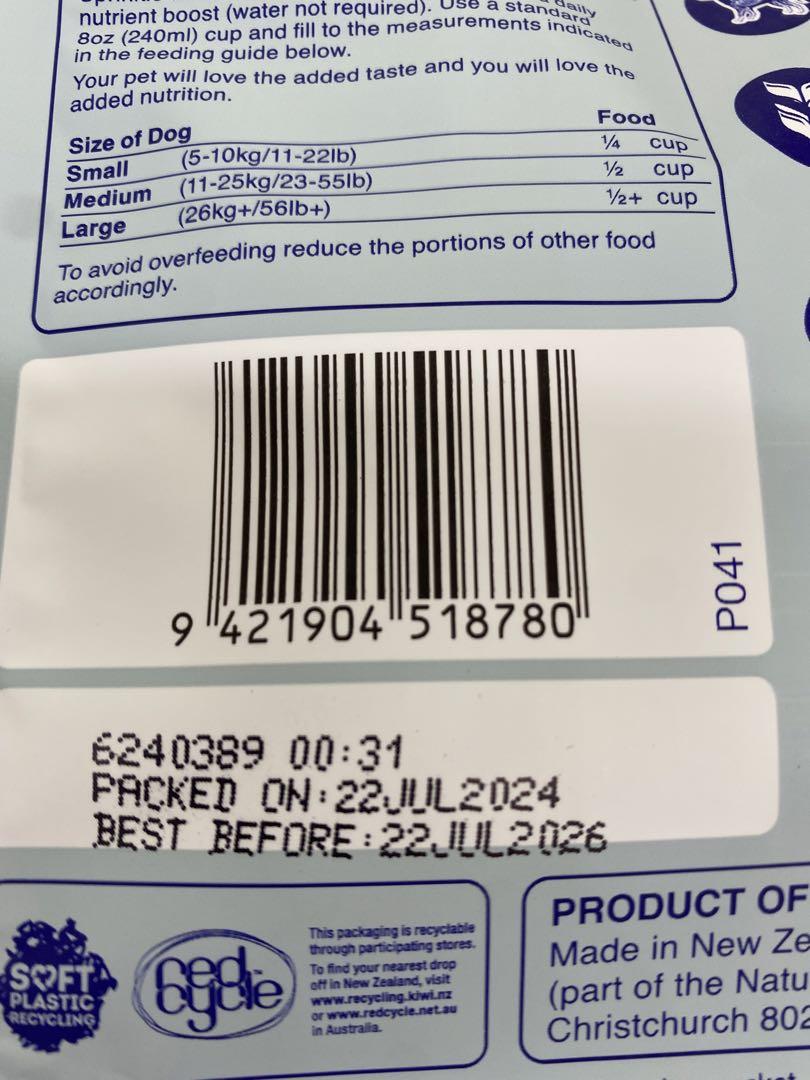 nutrient boost (water not required). Use a standard daily
8oz (240ml) cup and fill to the measurements indicated
in the feeding guide below.
Your pet will love the added taste and you will love the
added nutrition.
Size of Dog Food
Small (5-10kg/11-22lb) ¼ cup
Medium (11-25kg/23-55lb) ½ cup
Large (26kg+/56lb+) ½+ cup
To avoid overfeeding reduce the portions of other food
accordingly.
9 421904 518780
P041
6240389 00:31
PACKED ON:22JUL2024
BEST BEFORE:22JUL2026
SOFT
PLASTIC
RECYCLING
red
cycle
This packaging is recyclable
through participating stores.
To find your nearest drop
off in New Zealand, visit
www.recycling.kiwi.nz
or www.redcycle.net.au
in Australia.
PRODUCT OF
Made in New Ze
(part of the Natu
Christchurch 802